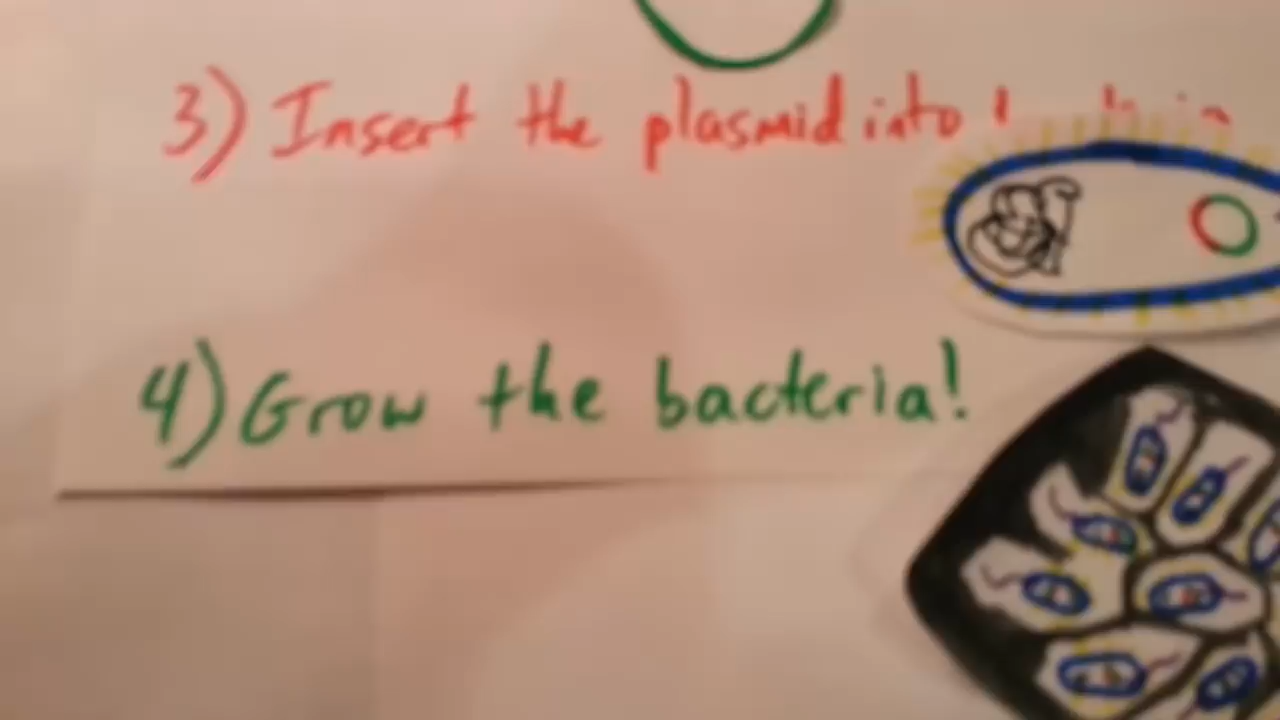 3) Insert the plasmid into
4) Grow the bacteria!